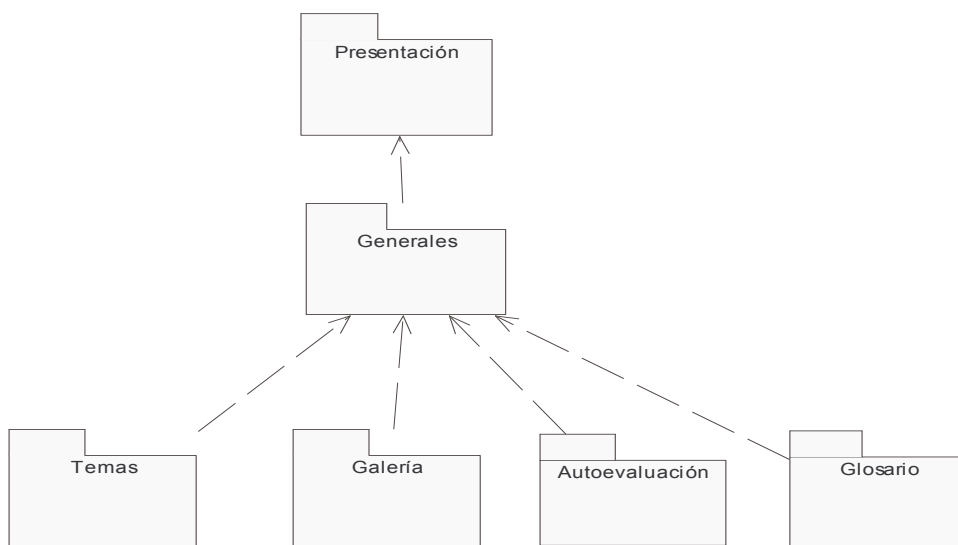 Presentación
Generales
Temas
Galería
Autoevaluación
Glosario